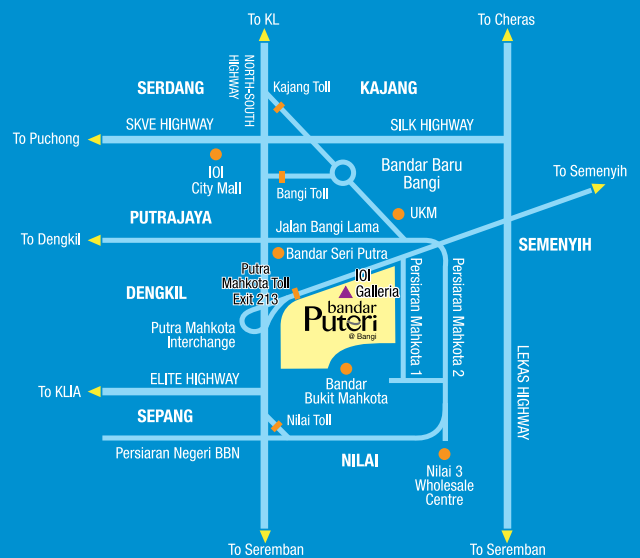 To KL
To Cheras
NORTH-SOUTH
HIGHWAY
SERDANG
Kajang Toll
KAJANG
To Puchong
SKVE HIGHWAY
SILK HIGHWAY
IOI
City Mall
Bangi Toll
Bandar Baru
Bangi
To Semenyih
UKM
PUTRAJAYA
Jalan Bangi Lama
To Dengkil
Bandar Seri Putra
SEMENYIH
Putra
Mahkota Toll
Exit 213
IOI
Galleria
Persiaran Mahkota 1
Persiaran Mahkota 2
DENGKIL
bandar
Puteri
@ Bangi
Putra Mahkota
Interchange
LEKAS HIGHWAY
To KLIA
ELITE HIGHWAY
Bandar
Bukit Mahkota
SEPANG
Nilai Toll
Persiaran Negeri BBN
NILAI
Nilai 3
Wholesale
Centre
To Seremban
To Seremban